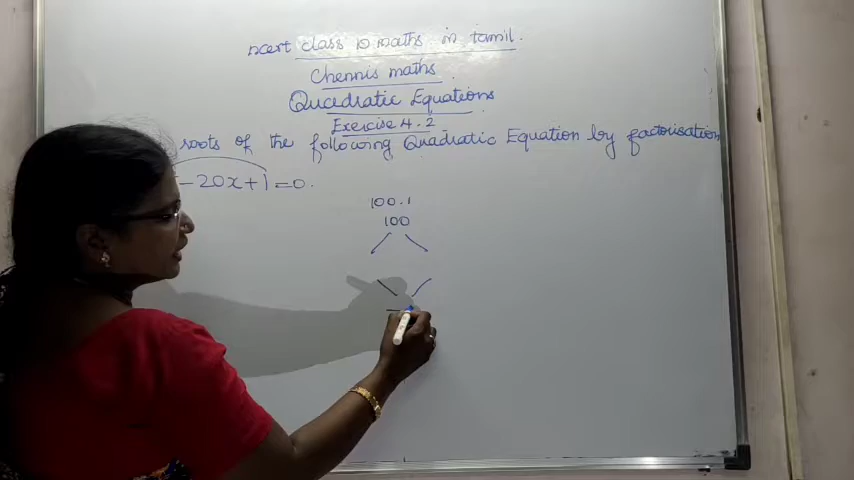 ncert class 10 maths in tamil.
Chennis maths
Quadratic Equations
Exercise 4.2
roots of the following Quadratic Equation by factorisation
- 20x + 1 = 0.
100.1
100